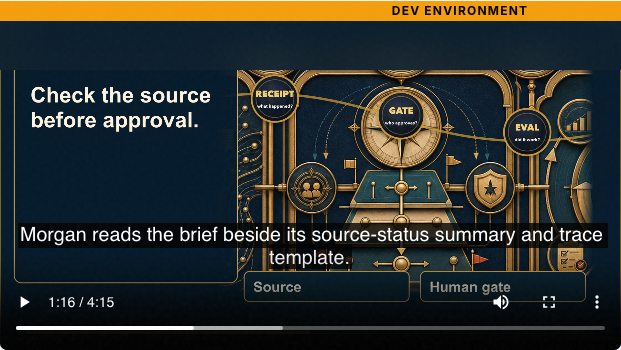 DEV ENVIRONMENT
Check the source
before approval.
RECEIPT
what happened?
GATE
who approved?
EVAL
did it work?
Morgan reads the brief beside its source-status summary and trace
template.
Source
Human gate
1:16 / 4:15